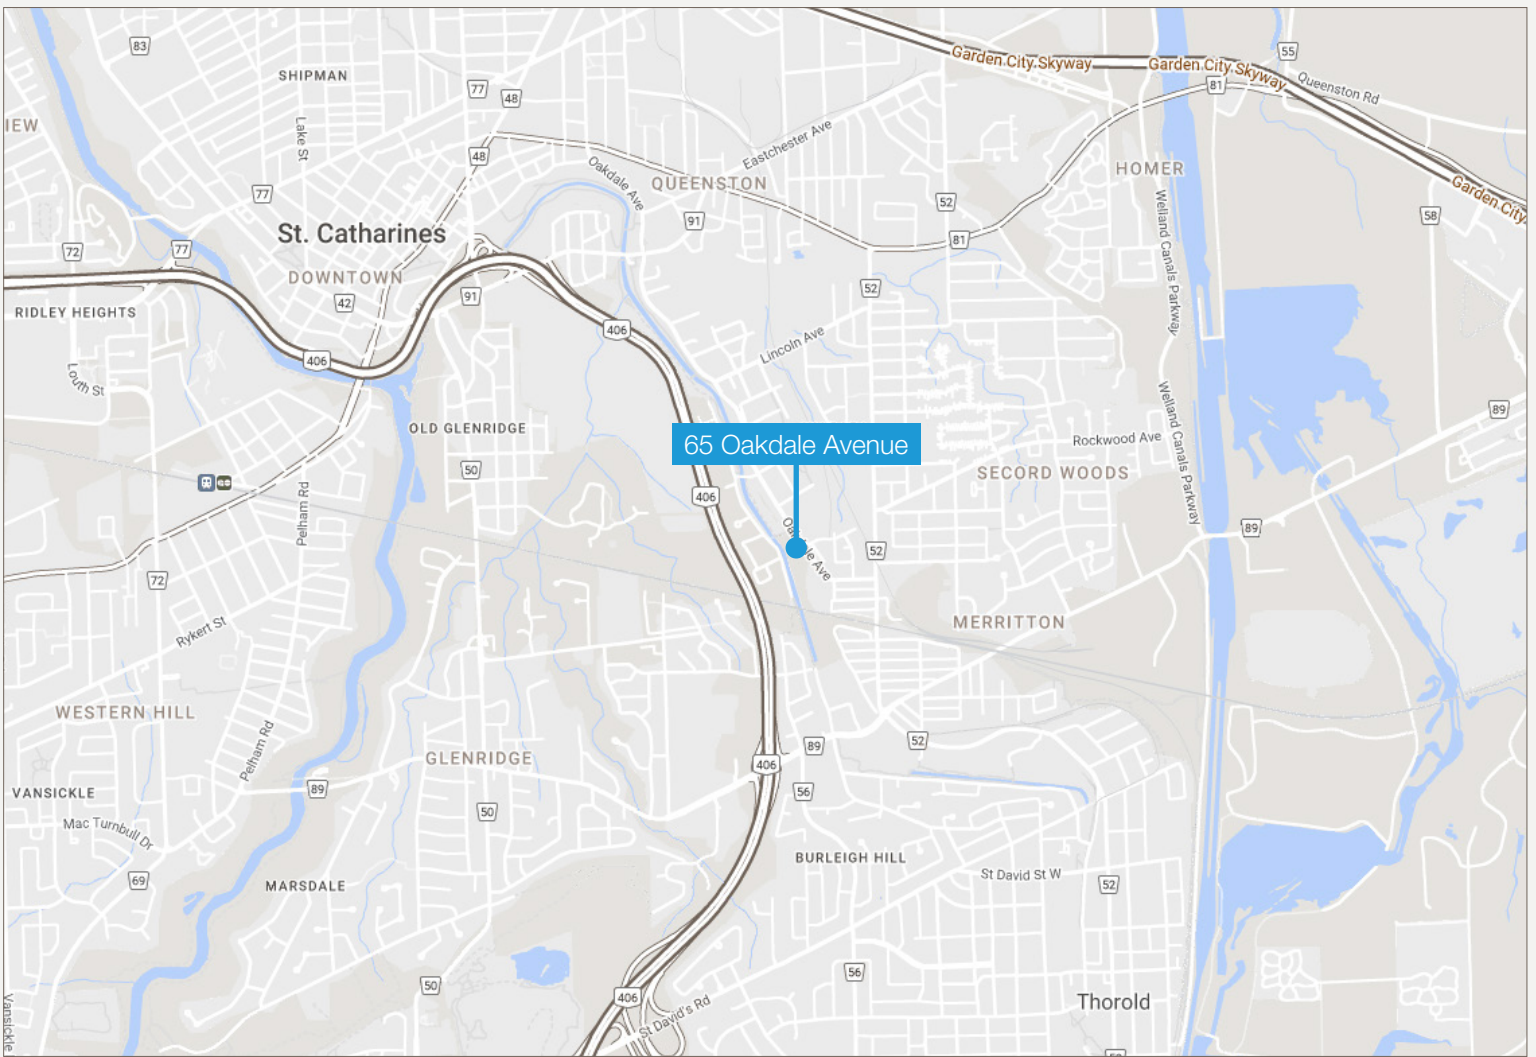 83
SHIPMAN
77
48
Garden City Skyway
Garden City Skyway
55
81
Queenston Rd
IEW
Lake St
48
Eastchester Ave
Oakdale Ave
QUEENSTON
HOMER
77
52
91
58
Garden City
St. Catharines
72
77
81
Welland Canals Parkway
DOWNTOWN
42
91
52
RIDLEY HEIGHTS
406
406
Lincoln Ave
Louth St
Welland Canals Parkway
89
OLD GLENRIDGE
65 Oakdale Avenue
Rockwood Ave
50
SECORD WOODS
Pelham Rd
406
Oakdale Ave
89
52
72
Rykert St
MERRITTON
WESTERN HILL
Pelham Rd
GLENRIDGE
89
52
406
VANSICKLE
89
56
50
Mac Turnbull Dr
BURLEIGH HILL
St David St W
69
MARSDALE
52
50
56
406
St David's Rd
Thorold
Vansickle